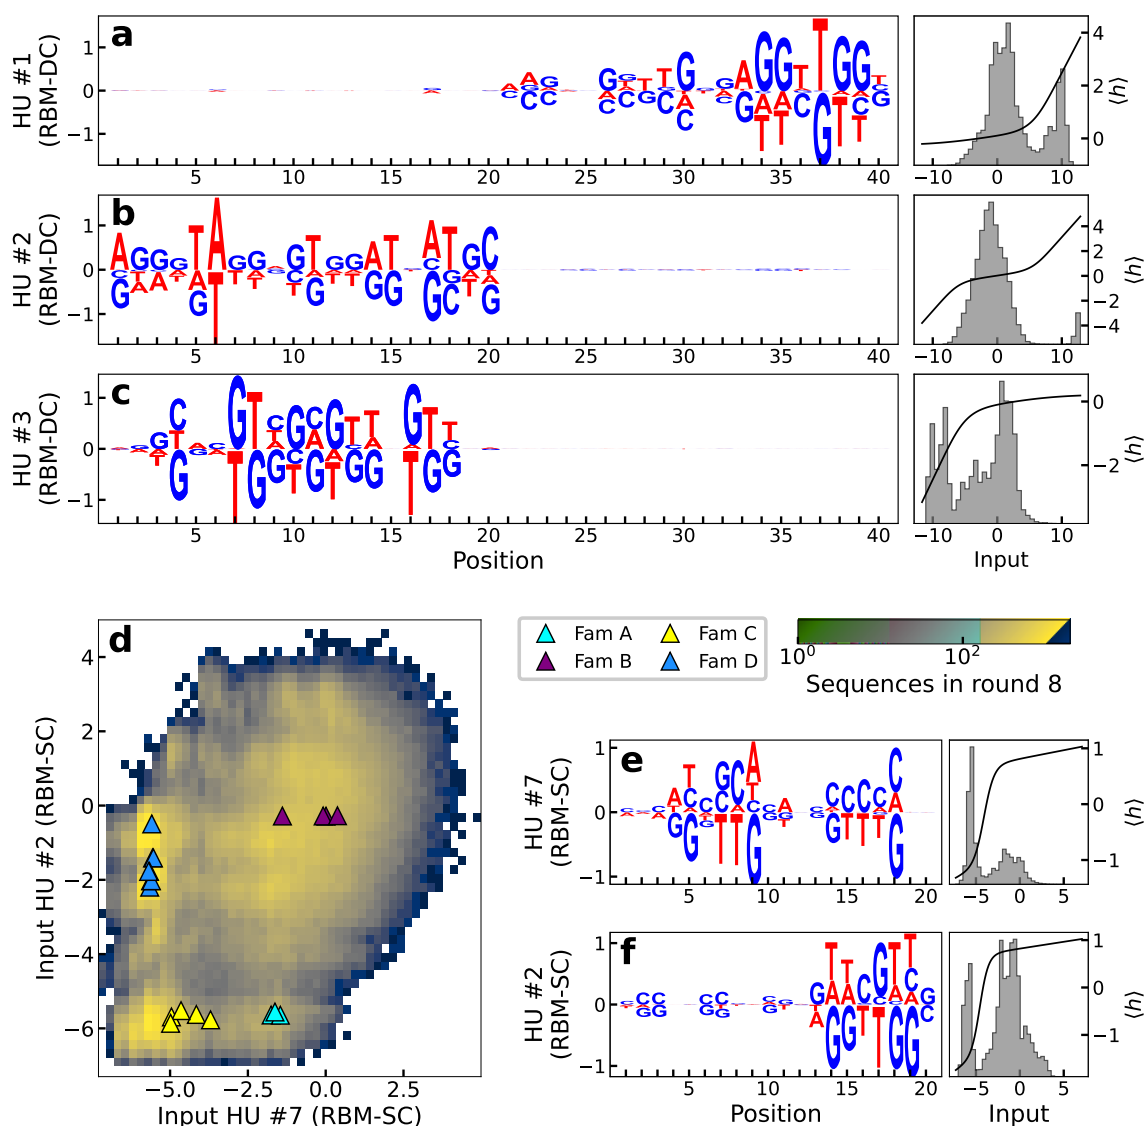 a
HU #1
(RBM-DC)
1
0
−1
5
10
15
20
25
30
35
40
4
2
0
⟨h⟩
−10
0
10
b
HU #2
(RBM-DC)
1
0
−1
5
10
15
20
25
30
35
40
4
2
0
−2
−4
⟨h⟩
−10
0
10
c
HU #3
(RBM-DC)
1
0
−1
5
10
15
20
25
30
35
40
Position
0
−2
⟨h⟩
−10
0
10
Input
d
Input HU #2 (RBM-SC)
4
2
0
−2
−4
−6
−5.0
−2.5
0.0
2.5
Input HU #7 (RBM-SC)
Fam A
Fam C
Fam B
Fam D
10⁰
10²
Sequences in round 8
e
HU #7
(RBM-SC)
1
0
−1
5
10
15
20
1
0
−1
⟨h⟩
−5
0
5
f
HU #2
(RBM-SC)
1
0
−1
5
10
15
20
Position
1
0
−1
⟨h⟩
−5
0
5
Input